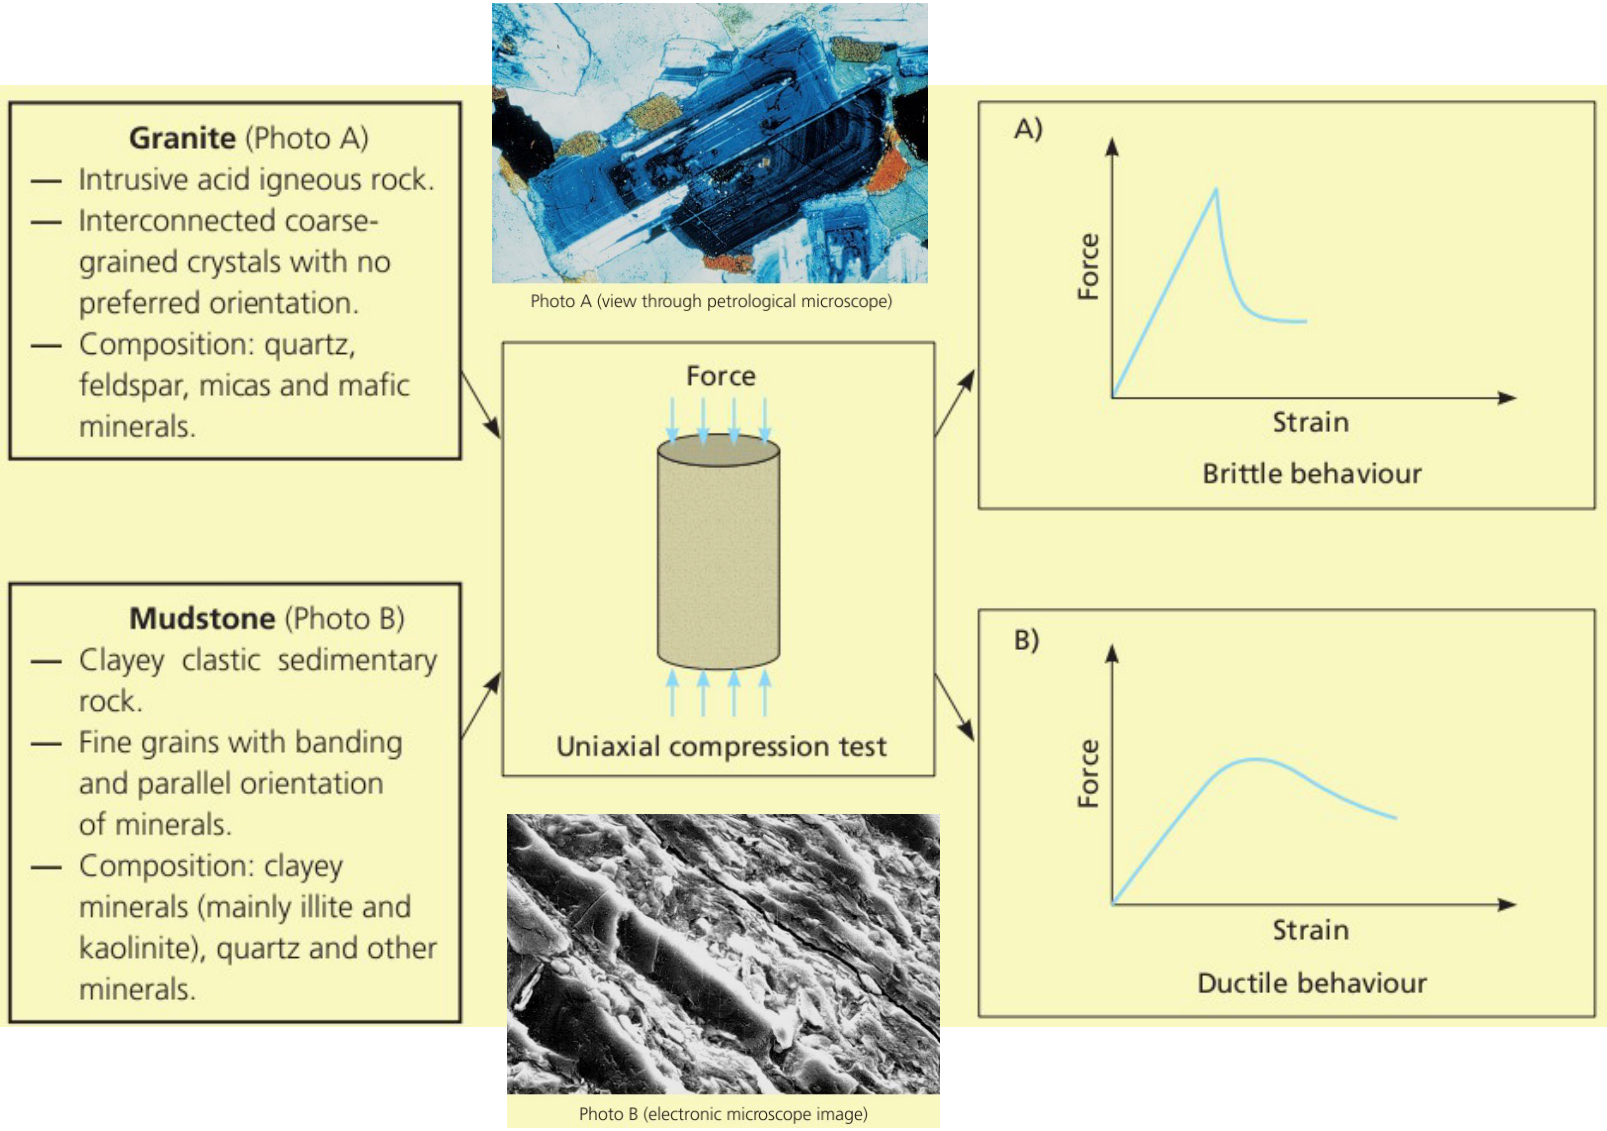 Granite (Photo A)
— Intrusive acid igneous rock.
— Interconnected coarse-
grained crystals with no
preferred orientation.
— Composition: quartz,
feldspar, micas and mafic
minerals.
Photo A (view through petrological microscope)
A)
Force
Strain
Brittle behaviour
Force
Uniaxial compression test
Mudstone (Photo B)
— Clayey clastic sedimentary
rock.
— Fine grains with banding
and parallel orientation
of minerals.
— Composition: clayey
minerals (mainly illite and
kaolinite), quartz and other
minerals.
B)
Force
Strain
Ductile behaviour
Photo B (electronic microscope image)